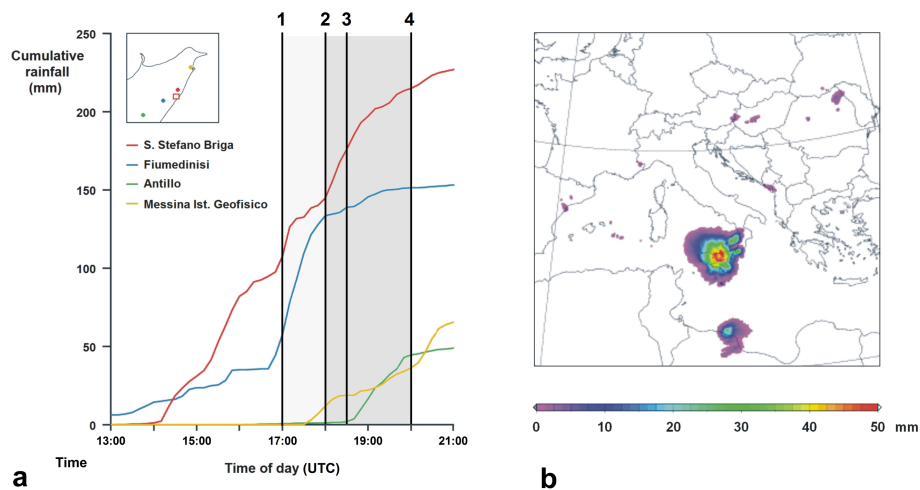 1 2 3 4
250
Cumulative
rainfall
(mm)
200
S. Stefano Briga
Fiumedinisi
150
Antillo
Messina Ist. Geofisico
100
50
0
13:00 15:00 17:00 19:00 21:00
Time
Time of day (UTC)
a
0 10 20 30 40 50 mm
b